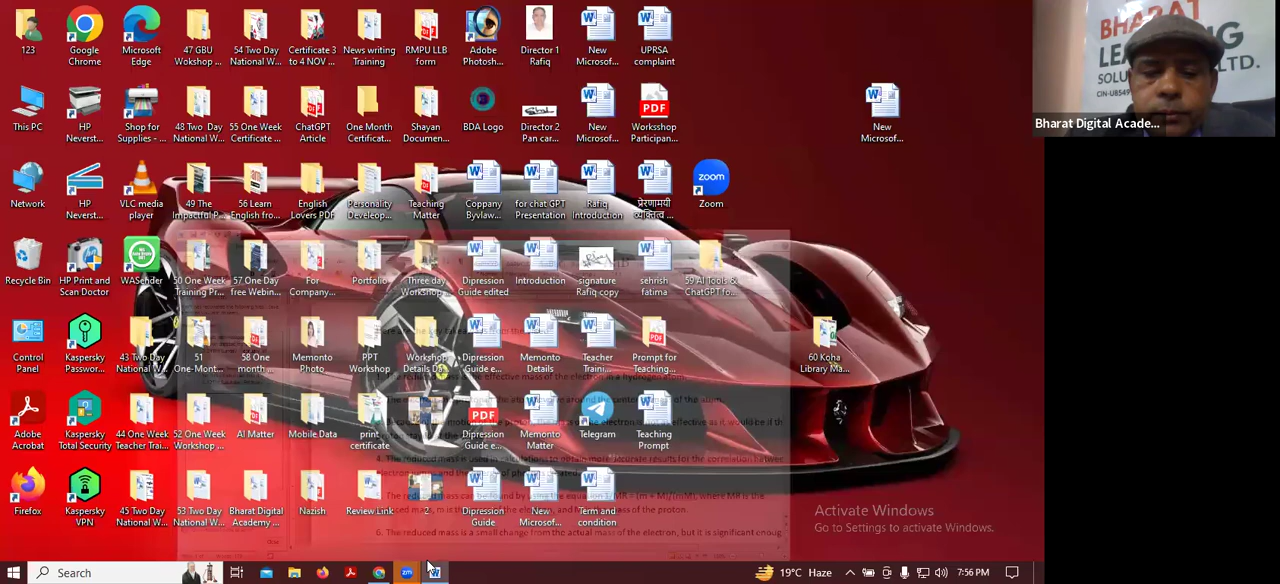 123
Google Chrome
Microsoft Edge
47 GBU Wokshop ...
54 Two Day National W...
Certificate 3 to 4 NOV ...
News writing Training
RMPU LLB form
Adobe Photosh...
Director 1 Rafiq
New Microsof...
UPRSA complaint
This PC
HP Neverst...
Shop for Supplies - ...
48 Two Day National W...
55 One Week Certificate ...
ChatGPT Article
One Month Certificat...
Shayan Documen...
BDA Logo
Director 2 Pan car...
New Microsof...
PDF
Worksshop Participan...
New Microsof...
Network
HP Neverst...
VLC media player
49 The Impactful P...
56 Learn English fro...
English Lovers PDF
Personality Develeop...
Teaching Matter
Coppany Byvlaw...
for chat GPT Presentation
Rafiq Introduction
प्रेरणामयी व्यक्तित्व ...
zoom
Zoom
Recycle Bin
HP Print and Scan Doctor
WASender
50 One Week Training Pr...
57 One Day free Webin...
For Company...
Portfolio
Three day Workshop ...
Dipression Guide edited
Introduction
signature Rafiq copy
sehrish fatima
59 AI Tools & ChatGPT fo...
Control Panel
Kaspersky Passwor...
43 Two Day National W...
51 One-Mont...
58 One month ...
Memonto Photo
PPT Workshop
Workshop Details Da...
Dipression Guide e...
Memonto Details
Teacher Traini...
Prompt for Teaching...
60 Koha Library Ma...
Adobe Acrobat
Kaspersky Total Security
44 One Week Teacher Trai...
52 One Week Workshop ...
AI Matter
Mobile Data
print certificate
PDF
Dipression Guide e...
Memonto Matter
Telegram
Teaching Prompt
Firefox
Kaspersky VPN
45 Two Day National W...
53 Two Day National W...
Bharat Digital Academy ...
Nazish
Review Link
2
Dipression Guide
New Microsof...
Term and condition
Activate Windows
Go to Settings to activate Windows.
Search
19°C Haze
7:56 PM
BHARAT
LTD.
Bharat Digital Acade...